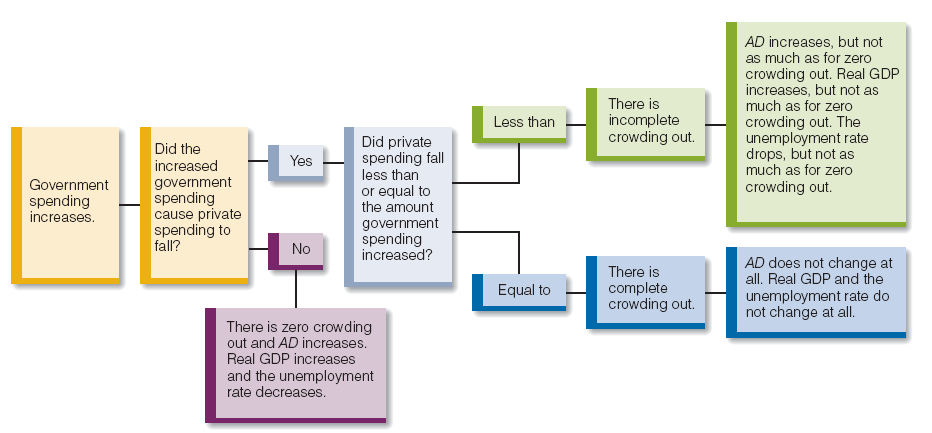 Government
spending
increases.
Did the
increased
government
spending
cause private
spending to
fall?
Yes
No
There is zero crowding
out and AD increases.
Real GDP increases
and the unemployment
rate decreases.
Did private
spending fall
less than
or equal to
the amount
government
spending
increased?
Less than
There is
incomplete
crowding out.
AD increases, but not
as much as for zero
crowding out. Real GDP
increases, but not as
much as for zero
crowding out. The
unemployment rate
drops, but not as
much as for zero
crowding out.
Equal to
There is
complete
crowding out.
AD does not change at
all. Real GDP and the
unemployment rate do
not change at all.